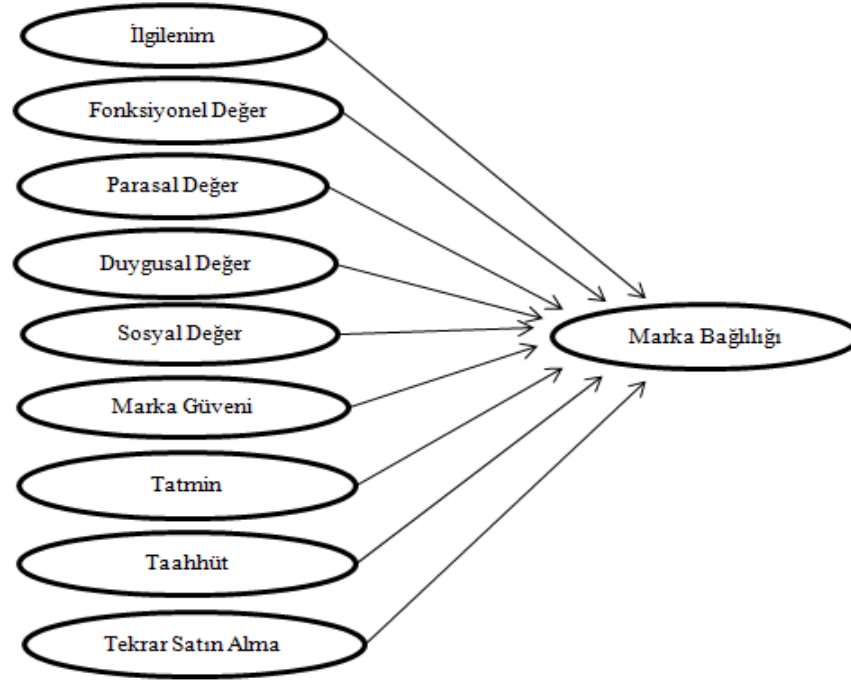 İlgilenim
Fonksiyonel Değer
Parasal Değer
Duygusal Değer
Sosyal Değer
Marka Bağlılığı
Marka Güveni
Tatmin
Taahhüt
Tekrar Satın Alma